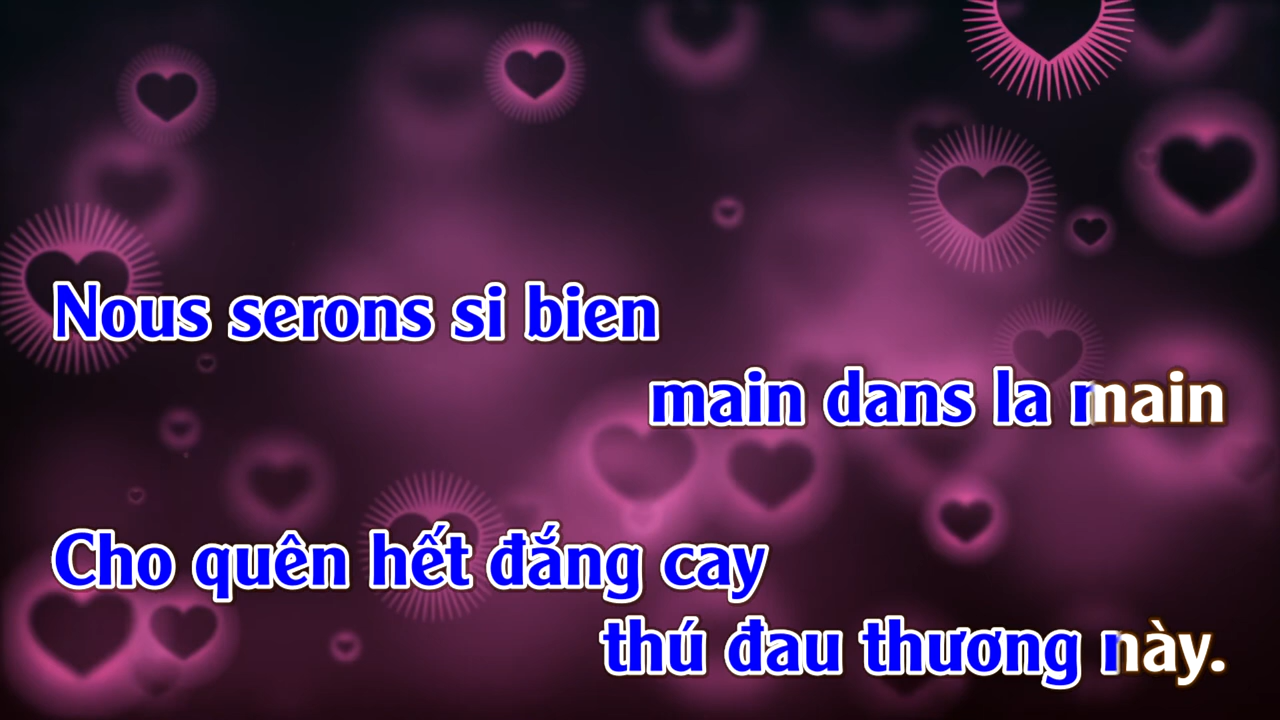 Nous serons si bien
main dans la main
Cho quên hết đắng cay
thú đau thương này.